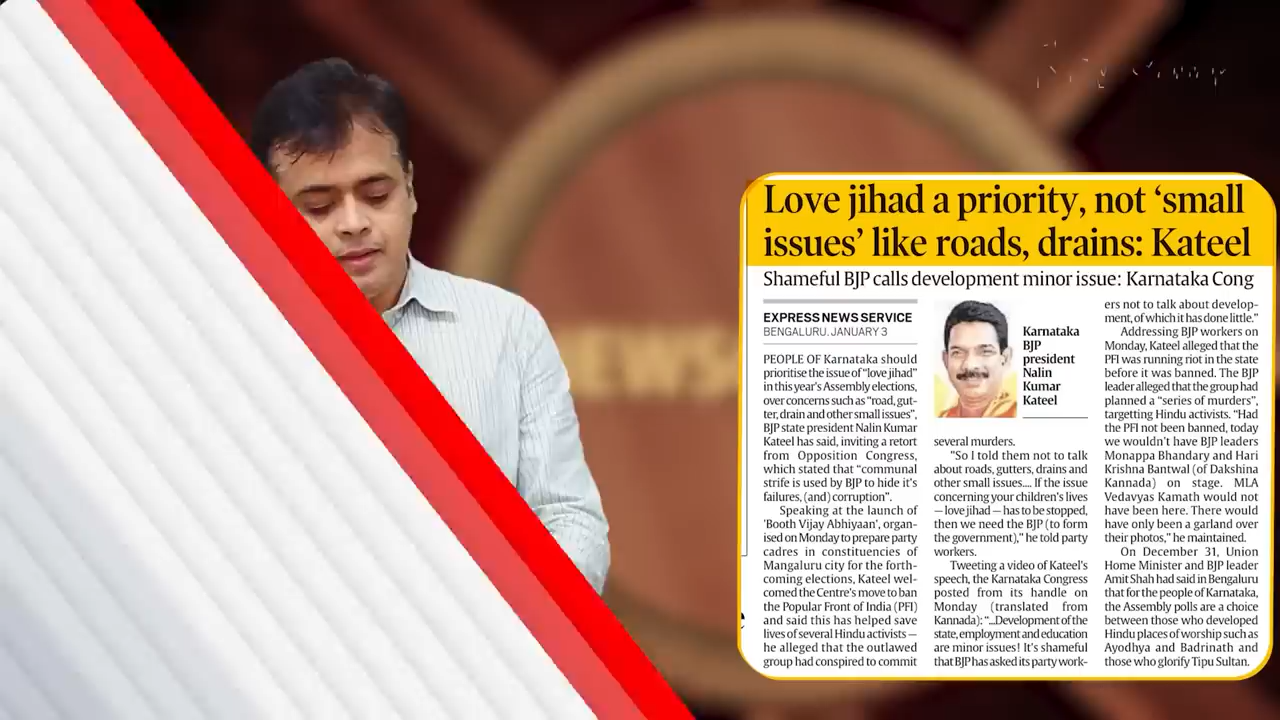 Love jihad a priority, not ‘small
issues’ like roads, drains: Kateel
Shameful BJP calls development minor issue: Karnataka Cong
EXPRESS NEWS SERVICE
BENGALURU, JANUARY 3
PEOPLE OF Karnataka should
prioritise the issue of “love jihad”
in this year’s Assembly elections,
over concerns such as “road, gut-
ter, drain and other small issues”,
BJP state president Nalin Kumar
Kateel has said, inviting a retort
from Opposition Congress,
which stated that “communal
strife is used by BJP to hide it’s
failures, (and) corruption”.
Speaking at the launch of
'Booth Vijay Abhiyaan’, organ-
ised on Monday to prepare party
cadres in constituencies of
Mangaluru city for the forth-
coming elections, Kateel wel-
comed the Centre’s move to ban
the Popular Front of India (PFI)
and said this has helped save
lives of several Hindu activists —
he alleged that the outlawed
group had conspired to commit
Karnataka
BJP
president
Nalin
Kumar
Kateel
several murders.
“So I told them not to talk
about roads, gutters, drains and
other small issues.... If the issue
concerning your children’s lives
— love jihad — has to be stopped,
then we need the BJP (to form
the government),” he told party
workers.
Tweeting a video of Kateel’s
speech, the Karnataka Congress
posted from its handle on
Monday (translated from
Kannada): “...Development of the
state, employment and education
are minor issues! It’s shameful
that BJP has asked its party work-
ers not to talk about develop-
ment, of which it has done little.”
Addressing BJP workers on
Monday, Kateel alleged that the
PFI was running riot in the state
before it was banned. The BJP
leader alleged that the group had
planned a “series of murders”,
targetting Hindu activists. “Had
the PFI not been banned, today
we wouldn’t have BJP leaders
Monappa Bhandary and Hari
Krishna Bantwal (of Dakshina
Kannada) on stage. MLA
Vedavyas Kamath would not
have been here. There would
have only been a garland over
their photos,” he maintained.
On December 31, Union
Home Minister and BJP leader
Amit Shah had said in Bengaluru
that for the people of Karnataka,
the Assembly polls are a choice
between those who developed
Hindu places of worship such as
Ayodhya and Badrinath and
those who glorify Tipu Sultan.